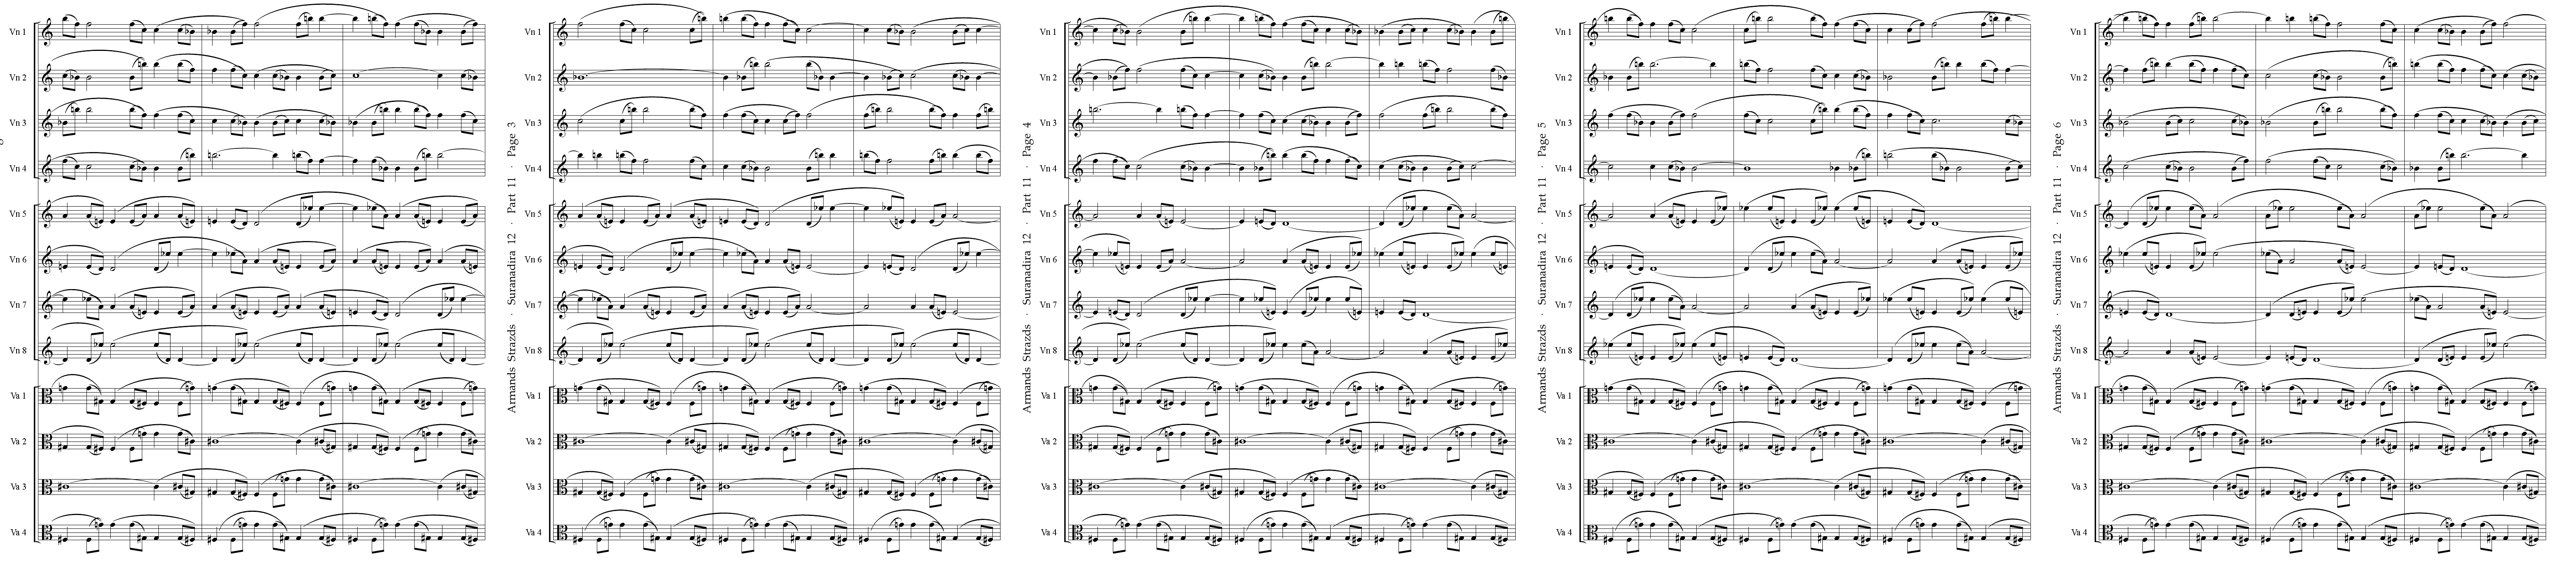 Vn 1
Vn 2
Vn 3
Vn 4
Vn 5
Vn 6
Vn 7
Vn 8
Va 1
Va 2
Va 3
Va 4
Armands Strazds · Suranadira 12 · Part 11 · Page 3
Vn 1
Vn 2
Vn 3
Vn 4
Vn 5
Vn 6
Vn 7
Vn 8
Va 1
Va 2
Va 3
Va 4
Armands Strazds · Suranadira 12 · Part 11 · Page 4
Vn 1
Vn 2
Vn 3
Vn 4
Vn 5
Vn 6
Vn 7
Vn 8
Va 1
Va 2
Va 3
Va 4
Armands Strazds · Suranadira 12 · Part 11 · Page 5
Vn 1
Vn 2
Vn 3
Vn 4
Vn 5
Vn 6
Vn 7
Vn 8
Va 1
Va 2
Va 3
Va 4
Armands Strazds · Suranadira 12 · Part 11 · Page 6
Vn 1
Vn 2
Vn 3
Vn 4
Vn 5
Vn 6
Vn 7
Vn 8
Va 1
Va 2
Va 3
Va 4